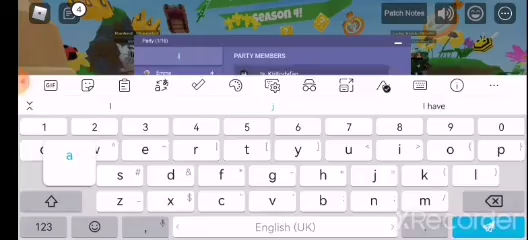 4
SEASON 4!
Patch Notes
Party (1/15)
j
PARTY MEMBERS
GIF
I
j
I have
1 2 3 4 5 6 7 8 9 0
e r t y u i o p
a
s d f g h j k l
z x c v b n m
123
, English (UK)
XRecorder